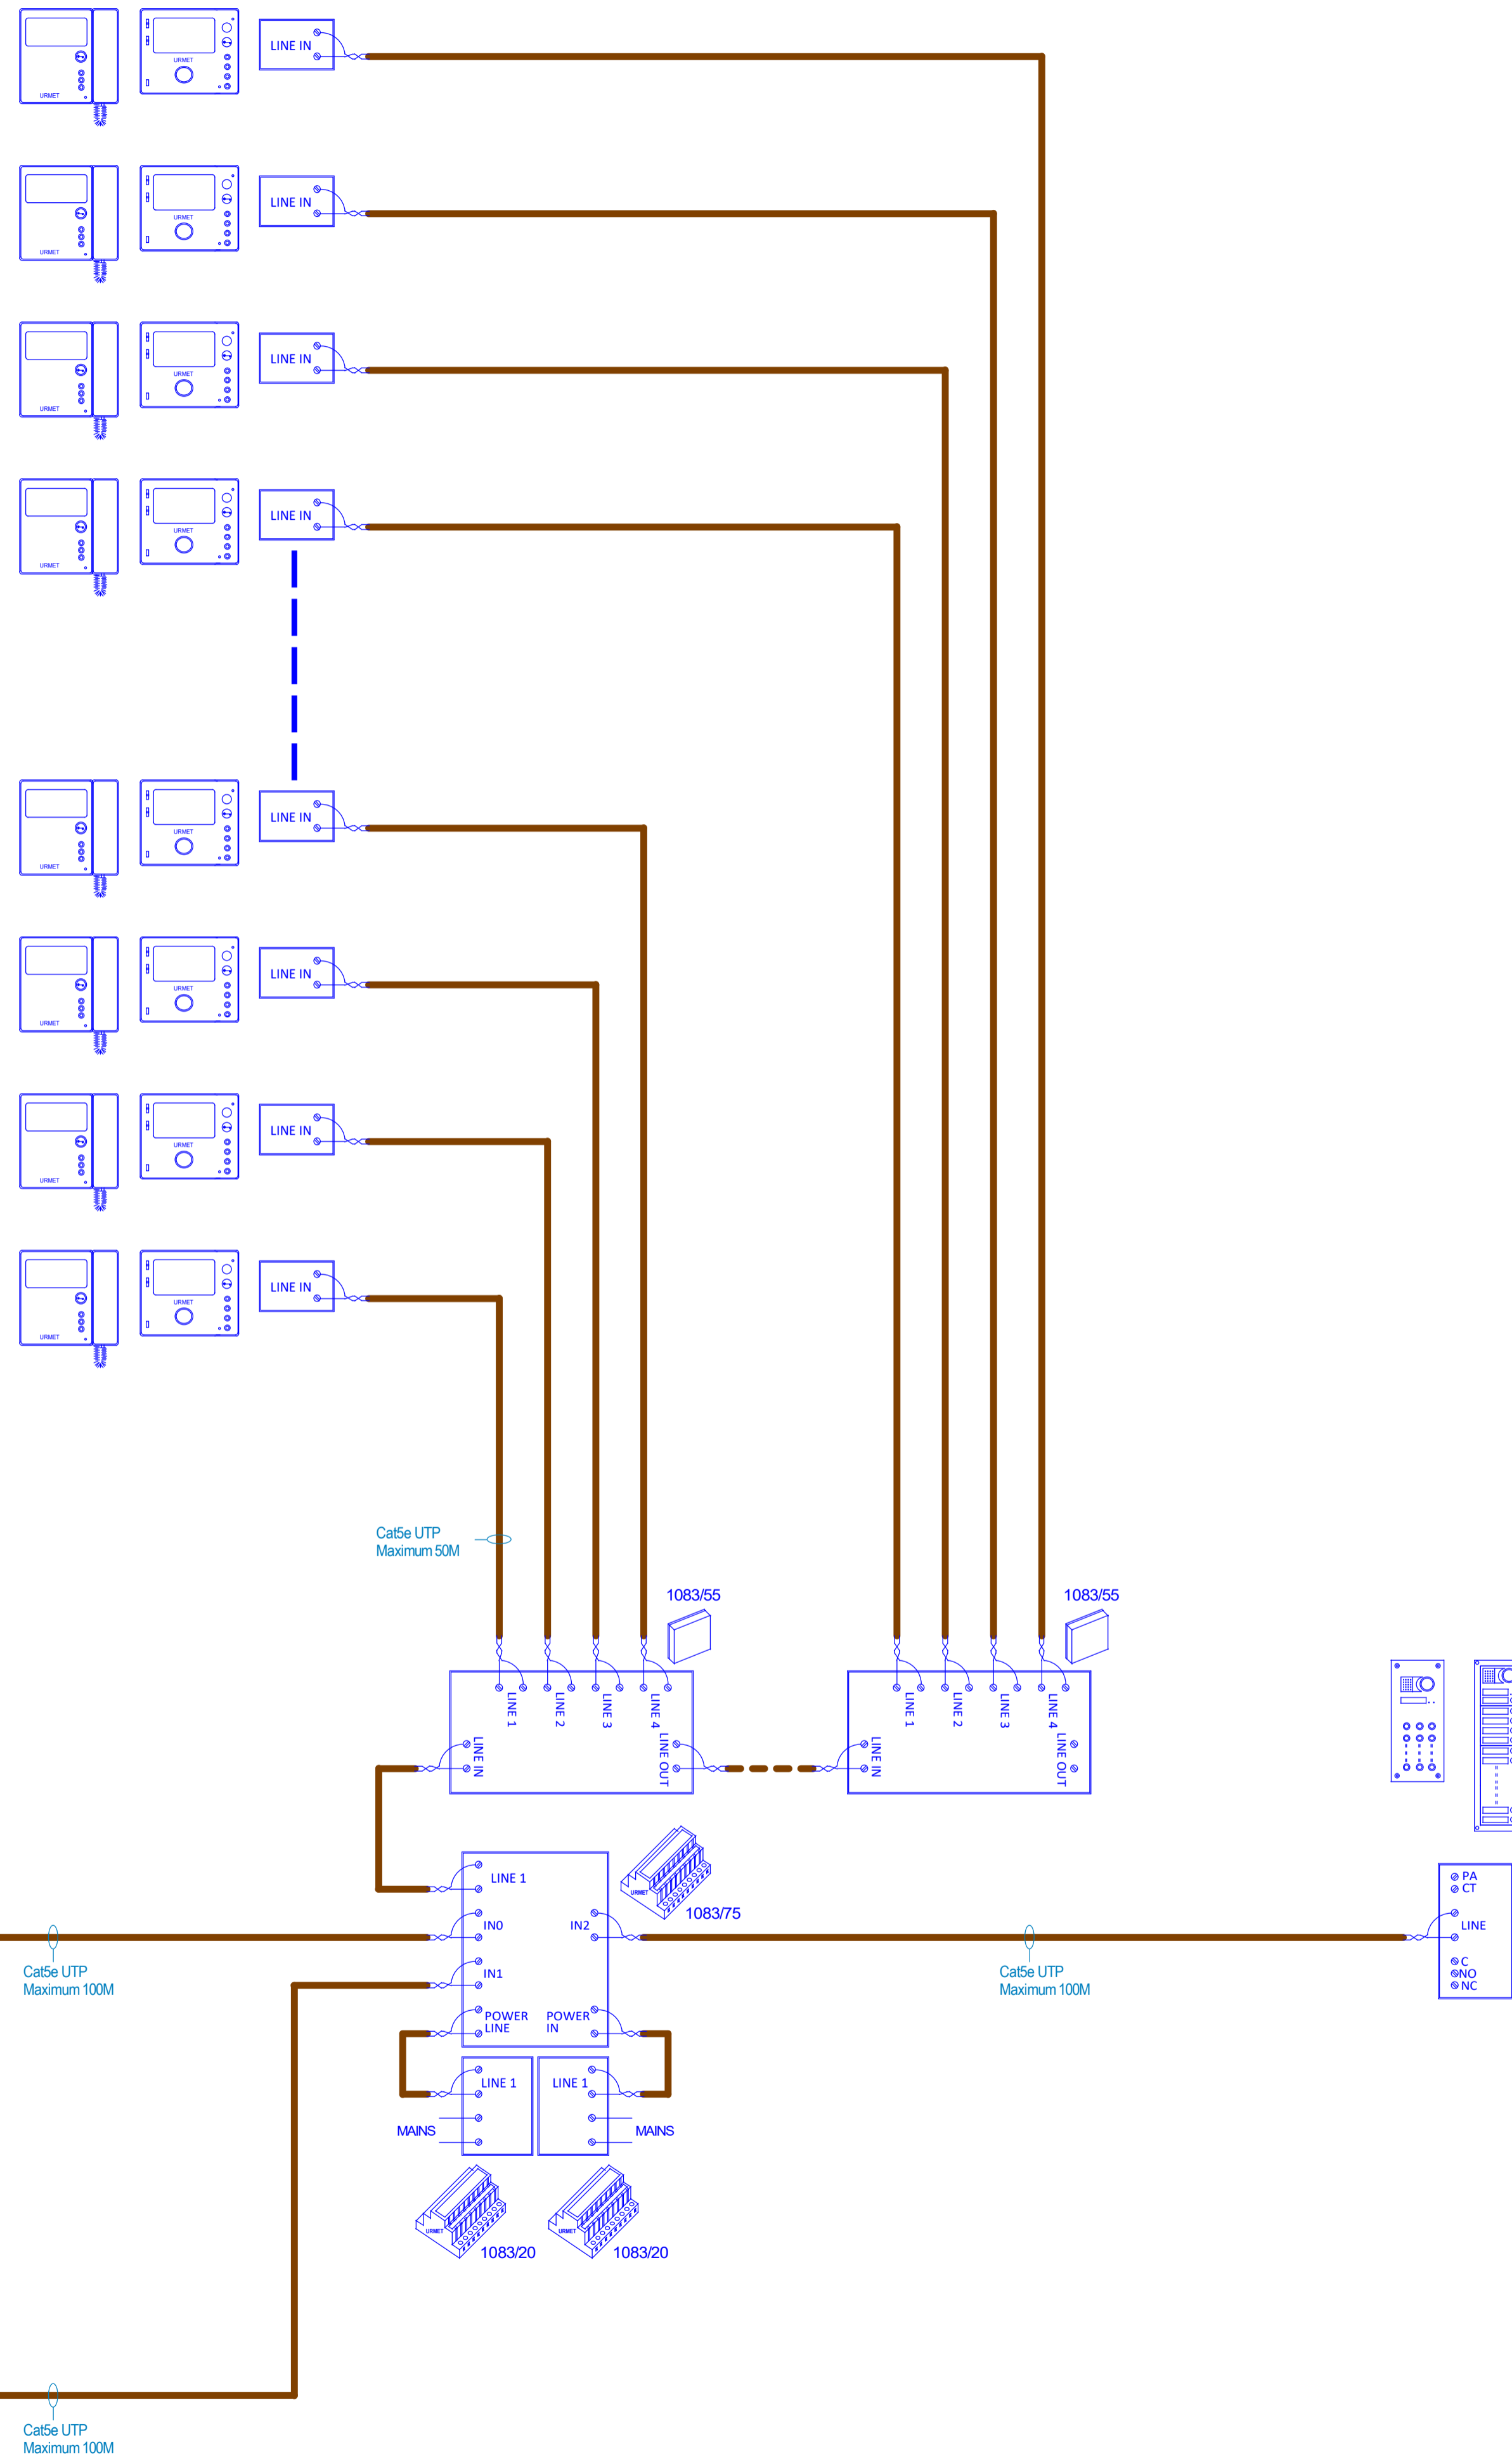 URMET
URMET
LINE IN
URMET
URMET
LINE IN
URMET
URMET
LINE IN
URMET
URMET
LINE IN
URMET
URMET
LINE IN
URMET
URMET
LINE IN
URMET
URMET
LINE IN
URMET
URMET
LINE IN
Cat5e UTP
Maximum 50M
1083/55
1083/55
LINE 1
LINE 2
LINE 3
LINE 4
LINE IN
LINE OUT
LINE 1
LINE 2
LINE 3
LINE 4
LINE IN
LINE OUT
LINE 1
URMET
1083/75
IN0
IN2
IN1
POWER
LINE
POWER
IN
Cat5e UTP
Maximum 100M
Cat5e UTP
Maximum 100M
PA
CT
LINE
C
NO
NC
LINE 1
LINE 1
MAINS
MAINS
URMET
1083/20
URMET
1083/20
Cat5e UTP
Maximum 100M